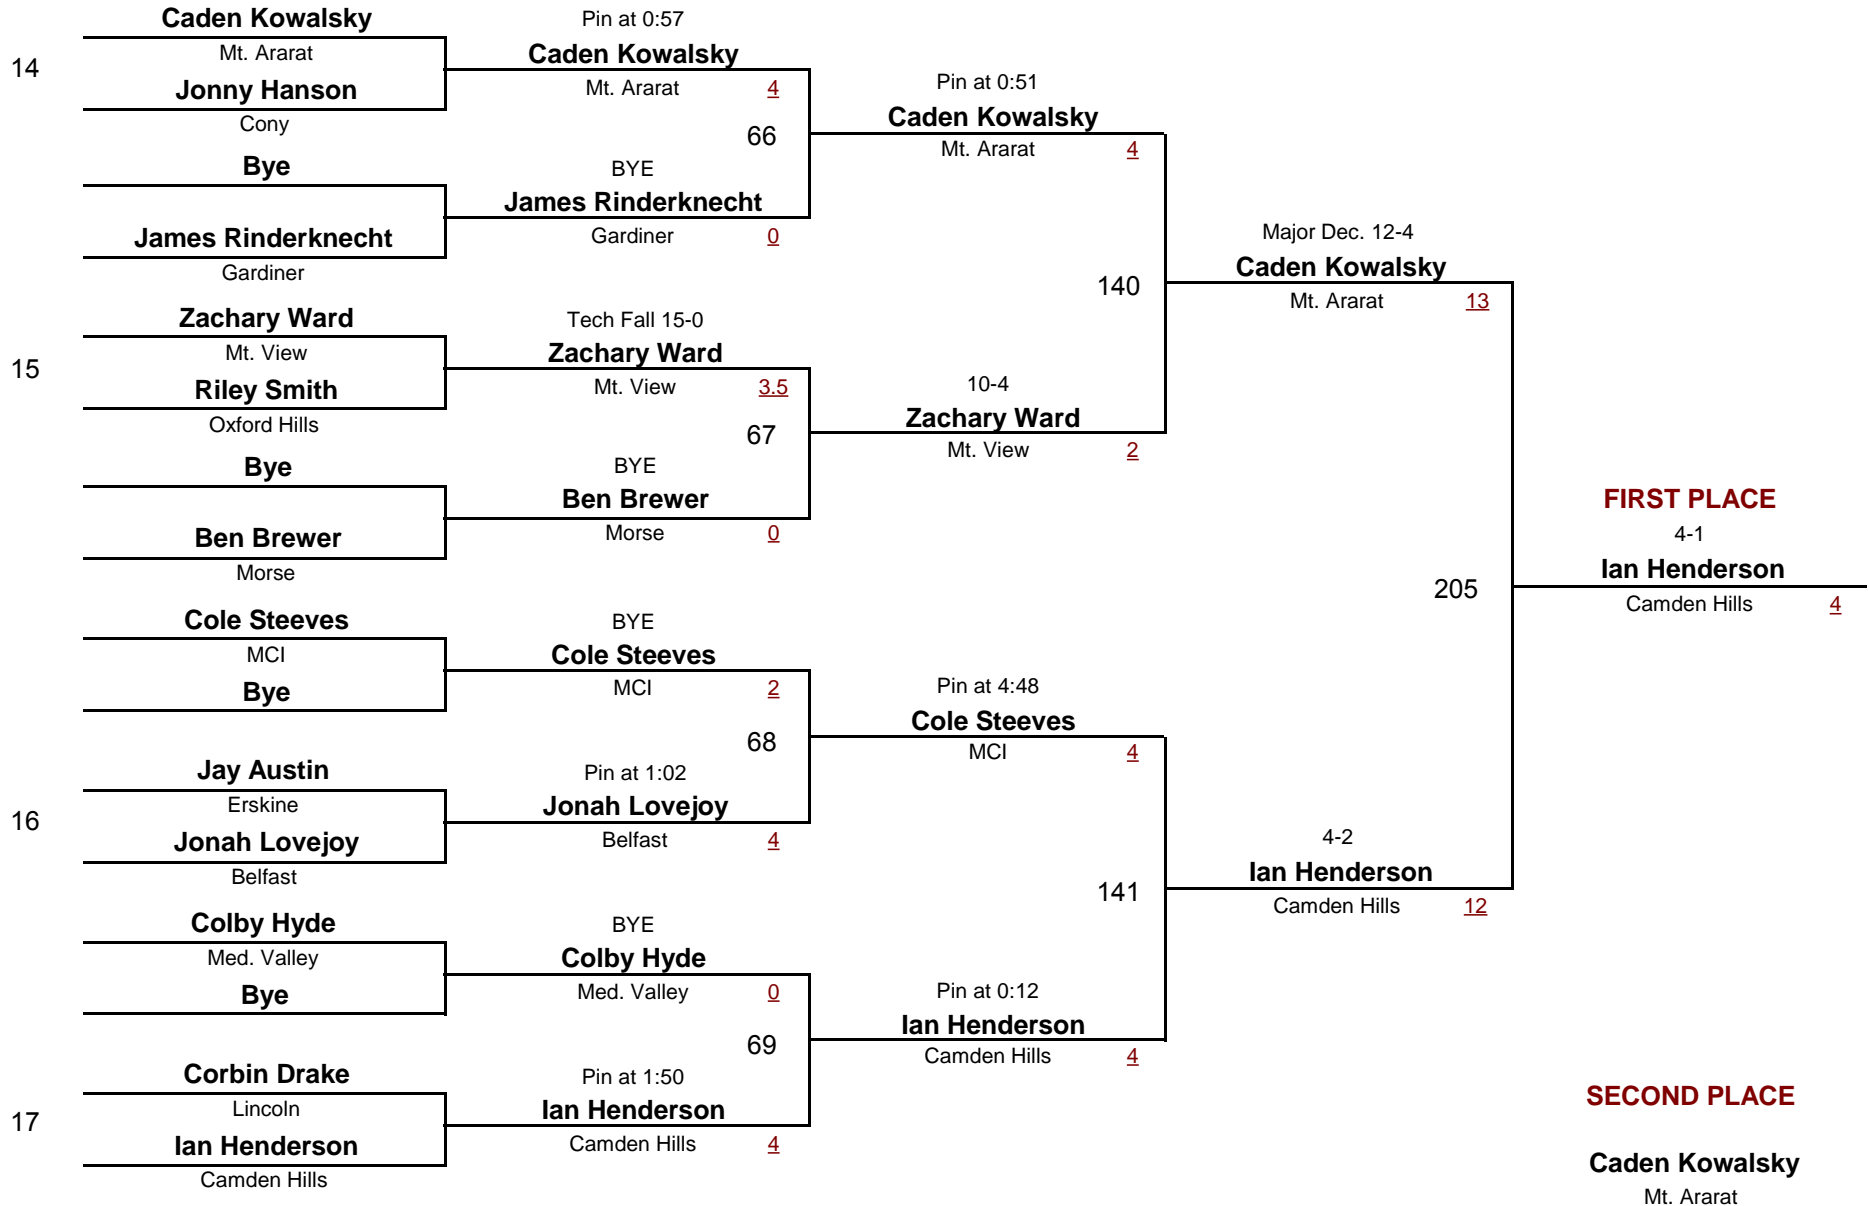 Caden Kowalsky
Mt. Ararat
14
Jonny Hanson
Cony
Bye
James Rinderknecht
Gardiner
Zachary Ward
Mt. View
15
Riley Smith
Oxford Hills
Bye
Ben Brewer
Morse
Cole Steeves
MCI
Bye
Jay Austin
Erskine
16
Jonah Lovejoy
Belfast
Colby Hyde
Med. Valley
Bye
Corbin Drake
Lincoln
17
Ian Henderson
Camden Hills
Pin at 0:57
Caden Kowalsky
Mt. Ararat 4
66
BYE
James Rinderknecht
Gardiner 0
Tech Fall 15-0
Zachary Ward
Mt. View 3.5
67
BYE
Ben Brewer
Morse 0
BYE
Cole Steeves
MCI 2
68
Pin at 1:02
Jonah Lovejoy
Belfast 4
BYE
Colby Hyde
Med. Valley 0
69
Pin at 1:50
Ian Henderson
Camden Hills 4
Pin at 0:51
Caden Kowalsky
Mt. Ararat 4
140
10-4
Zachary Ward
Mt. View 2
Pin at 4:48
Cole Steeves
MCI 4
141
Pin at 0:12
Ian Henderson
Camden Hills 4
Major Dec. 12-4
Caden Kowalsky
Mt. Ararat 13
205
4-2
Ian Henderson
Camden Hills 12
FIRST PLACE
4-1
Ian Henderson
Camden Hills 4
SECOND PLACE
Caden Kowalsky
Mt. Ararat